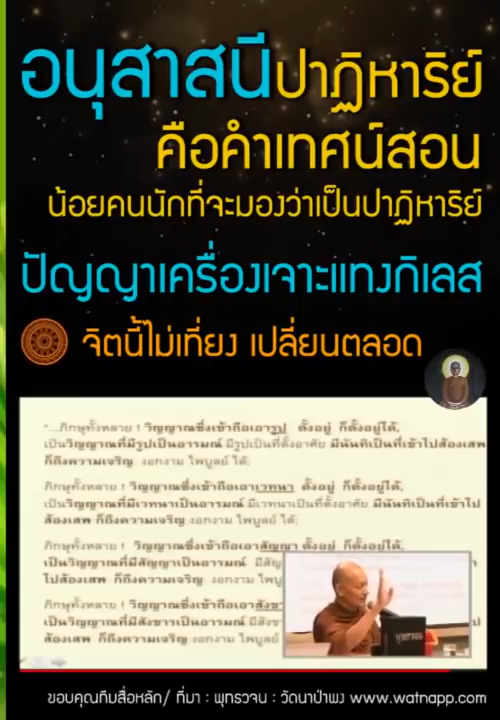 อนุสาสนีปาฏิหาริย์
คือคำเทศน์สอน
น้อยคนนักที่จะมองว่าเป็นปาฏิหาริย์
ปัญญาเครื่องเจาะแทงกิเลส
จิตนี้ไม่เที่ยง เปลี่ยนตลอด
"...ภิกษุทั้งหลาย ! วิญญาณซึ่งเข้าถือเอารูป ตั้งอยู่ ก็ตั้งอยู่ได้,
เป็นวิญญาณที่มีรูปเป็นอารมณ์ มีรูปเป็นที่ตั้งอาศัย มีนันทิเป็นที่เข้าไปส้องเสพ
ก็ถึงความเจริญ งอกงาม ไพบูลย์ ได้;
ภิกษุทั้งหลาย ! วิญญาณซึ่งเข้าถือเอาเวทนา ตั้งอยู่ ก็ตั้งอยู่ได้,
เป็นวิญญาณที่มีเวทนาเป็นอารมณ์ มีเวทนาเป็นที่ตั้งอาศัย มีนันทิเป็นที่เข้าไป
ส้องเสพ ก็ถึงความเจริญ งอกงาม ไพบูลย์ ได้;
ภิกษุทั้งหลาย ! วิญญาณซึ่งเข้าถือเอาสัญญา ตั้งอยู่ ก็ตั้งอยู่ได้,
เป็นวิญญาณที่มีสัญญาเป็นอารมณ์ มีสัญ
ไปส้องเสพ ก็ถึงความเจริญ งอกงาม ไพบู
ภิกษุทั้งหลาย ! วิญญาณซึ่งเข้าถือเอาสังขา
เป็นวิญญาณที่มีสังขารเป็นอารมณ์ มีสังขา
ส้องเสพ ก็ถึงความเจริญ งอกงาม ไพบูลย์
พุทธวจน
ขอบคุณทีมสื่อหลัก/ ที่มา : พุทธวจน : วัดนาป่าพง www.watnapp.com